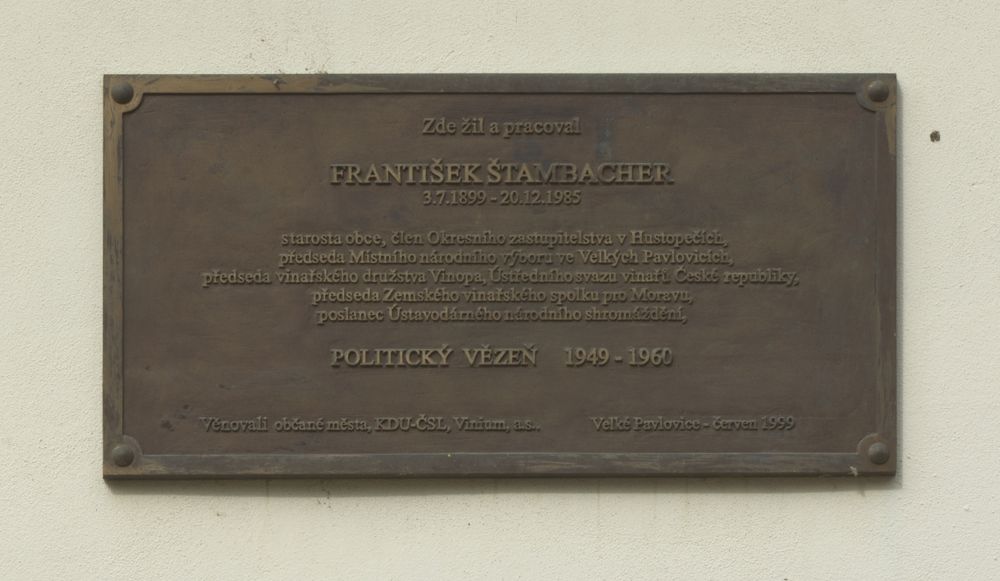 Zde žil a pracoval
FRANTIŠEK ŠTAMBACHER
3.7.1899 - 20.12.1985
starosta obce, člen Okresního zastupitelstva v Hustopečích,
předseda Místního národního výboru ve Velkých Pavlovicích,
předseda vinařského družstva Vinopa, Ústředního svazu vinařů České republiky,
předseda Zemského vinařského spolku pro Moravu,
poslanec Ústavodárného národního shromáždění,
POLITICKÝ VĚZEŇ 1949 - 1960
Věnovali občané města, KDU-ČSL, Vinium, a.s.. Velké Pavlovice - červen 1999